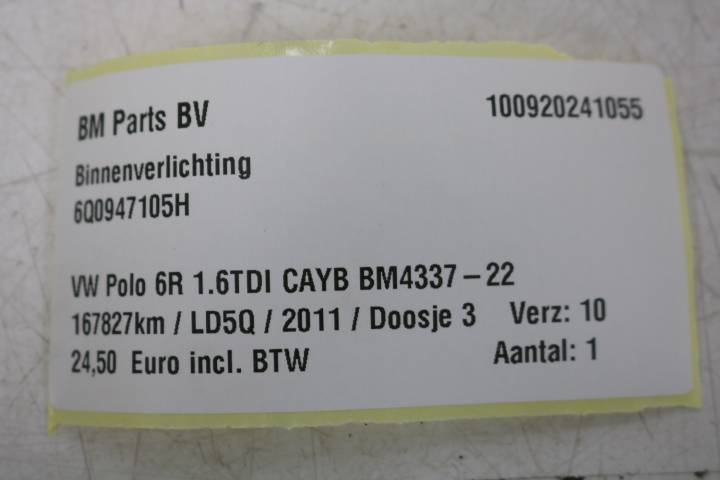 BM Parts BV 100920241055
Binnenverlichting
6Q0947105H
VW Polo 6R 1.6TDI CAYB BM4337-22
167827km / LD5Q / 2011 / Doosje 3 Verz: 10
24,50 Euro incl. BTW Aantal: 1